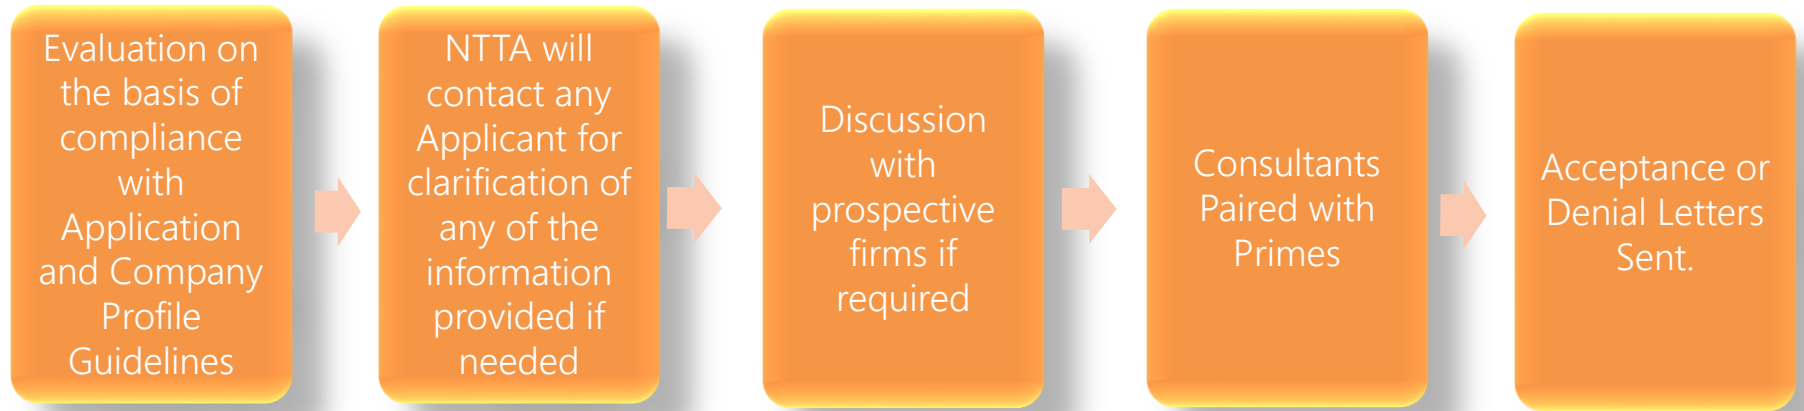 Evaluation on
the basis of
compliance
with
Application
and Company
Profile
Guidelines
NTTA will
contact any
Applicant for
clarification of
any of the
information
provided if
needed
Discussion
with
prospective
firms if
required
Consultants
Paired with
Primes
Acceptance or
Denial Letters
Sent.